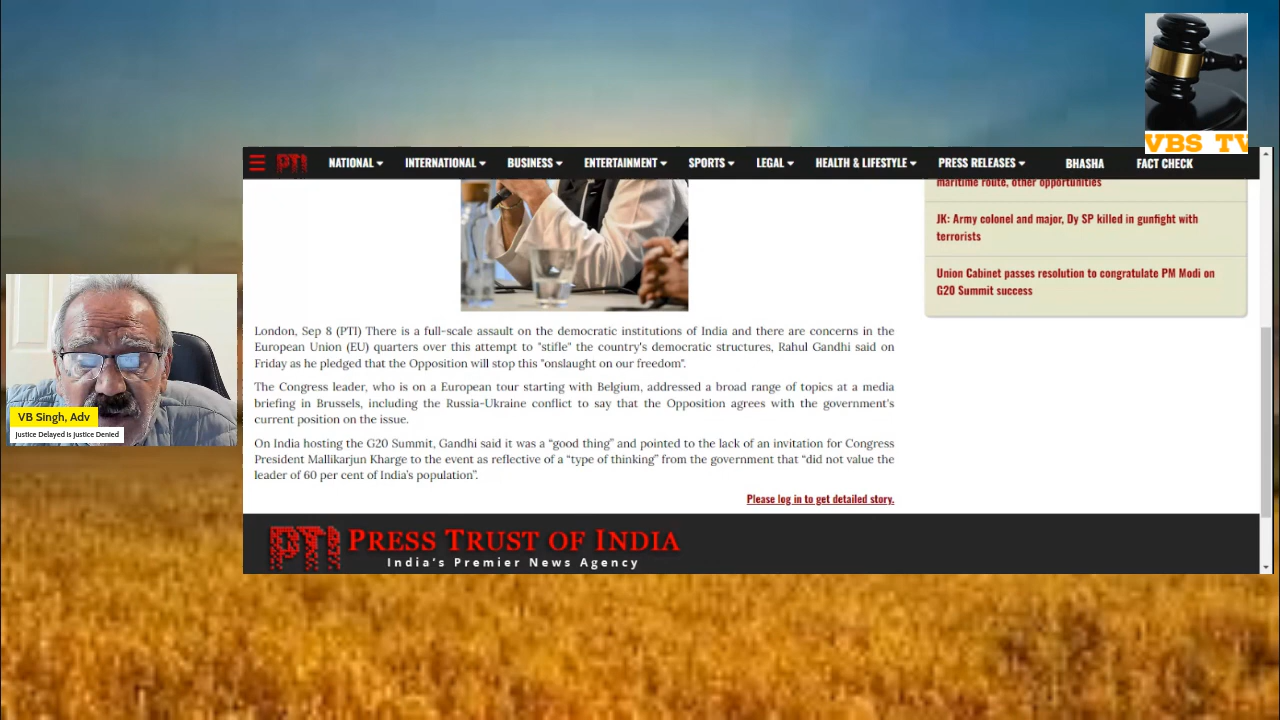 VBS TV
PTI NATIONAL INTERNATIONAL BUSINESS ENTERTAINMENT SPORTS LEGAL HEALTH & LIFESTYLE PRESS RELEASES BHASHA FACT CHECK
maritime route, other opportunities
JK: Army colonel and major, Dy SP killed in gunfight with
terrorists
Union Cabinet passes resolution to congratulate PM Modi on
G20 Summit success
London, Sep 8 (PTI) There is a full-scale assault on the democratic institutions of India and there are concerns in the
European Union (EU) quarters over this attempt to "stifle" the country's democratic structures, Rahul Gandhi said on
Friday as he pledged that the Opposition will stop this "onslaught on our freedom".
The Congress leader, who is on a European tour starting with Belgium, addressed a broad range of topics at a media
briefing in Brussels, including the Russia-Ukraine conflict to say that the Opposition agrees with the government's
current position on the issue.
On India hosting the G20 Summit, Gandhi said it was a “good thing” and pointed to the lack of an invitation for Congress
President Mallikarjun Kharge to the event as reflective of a “type of thinking” from the government that “did not value the
leader of 60 per cent of India’s population”.
Please log in to get detailed story.
PTI PRESS TRUST OF INDIA
India's Premier News Agency
VB Singh, Adv
Justice Delayed is Justice Denied